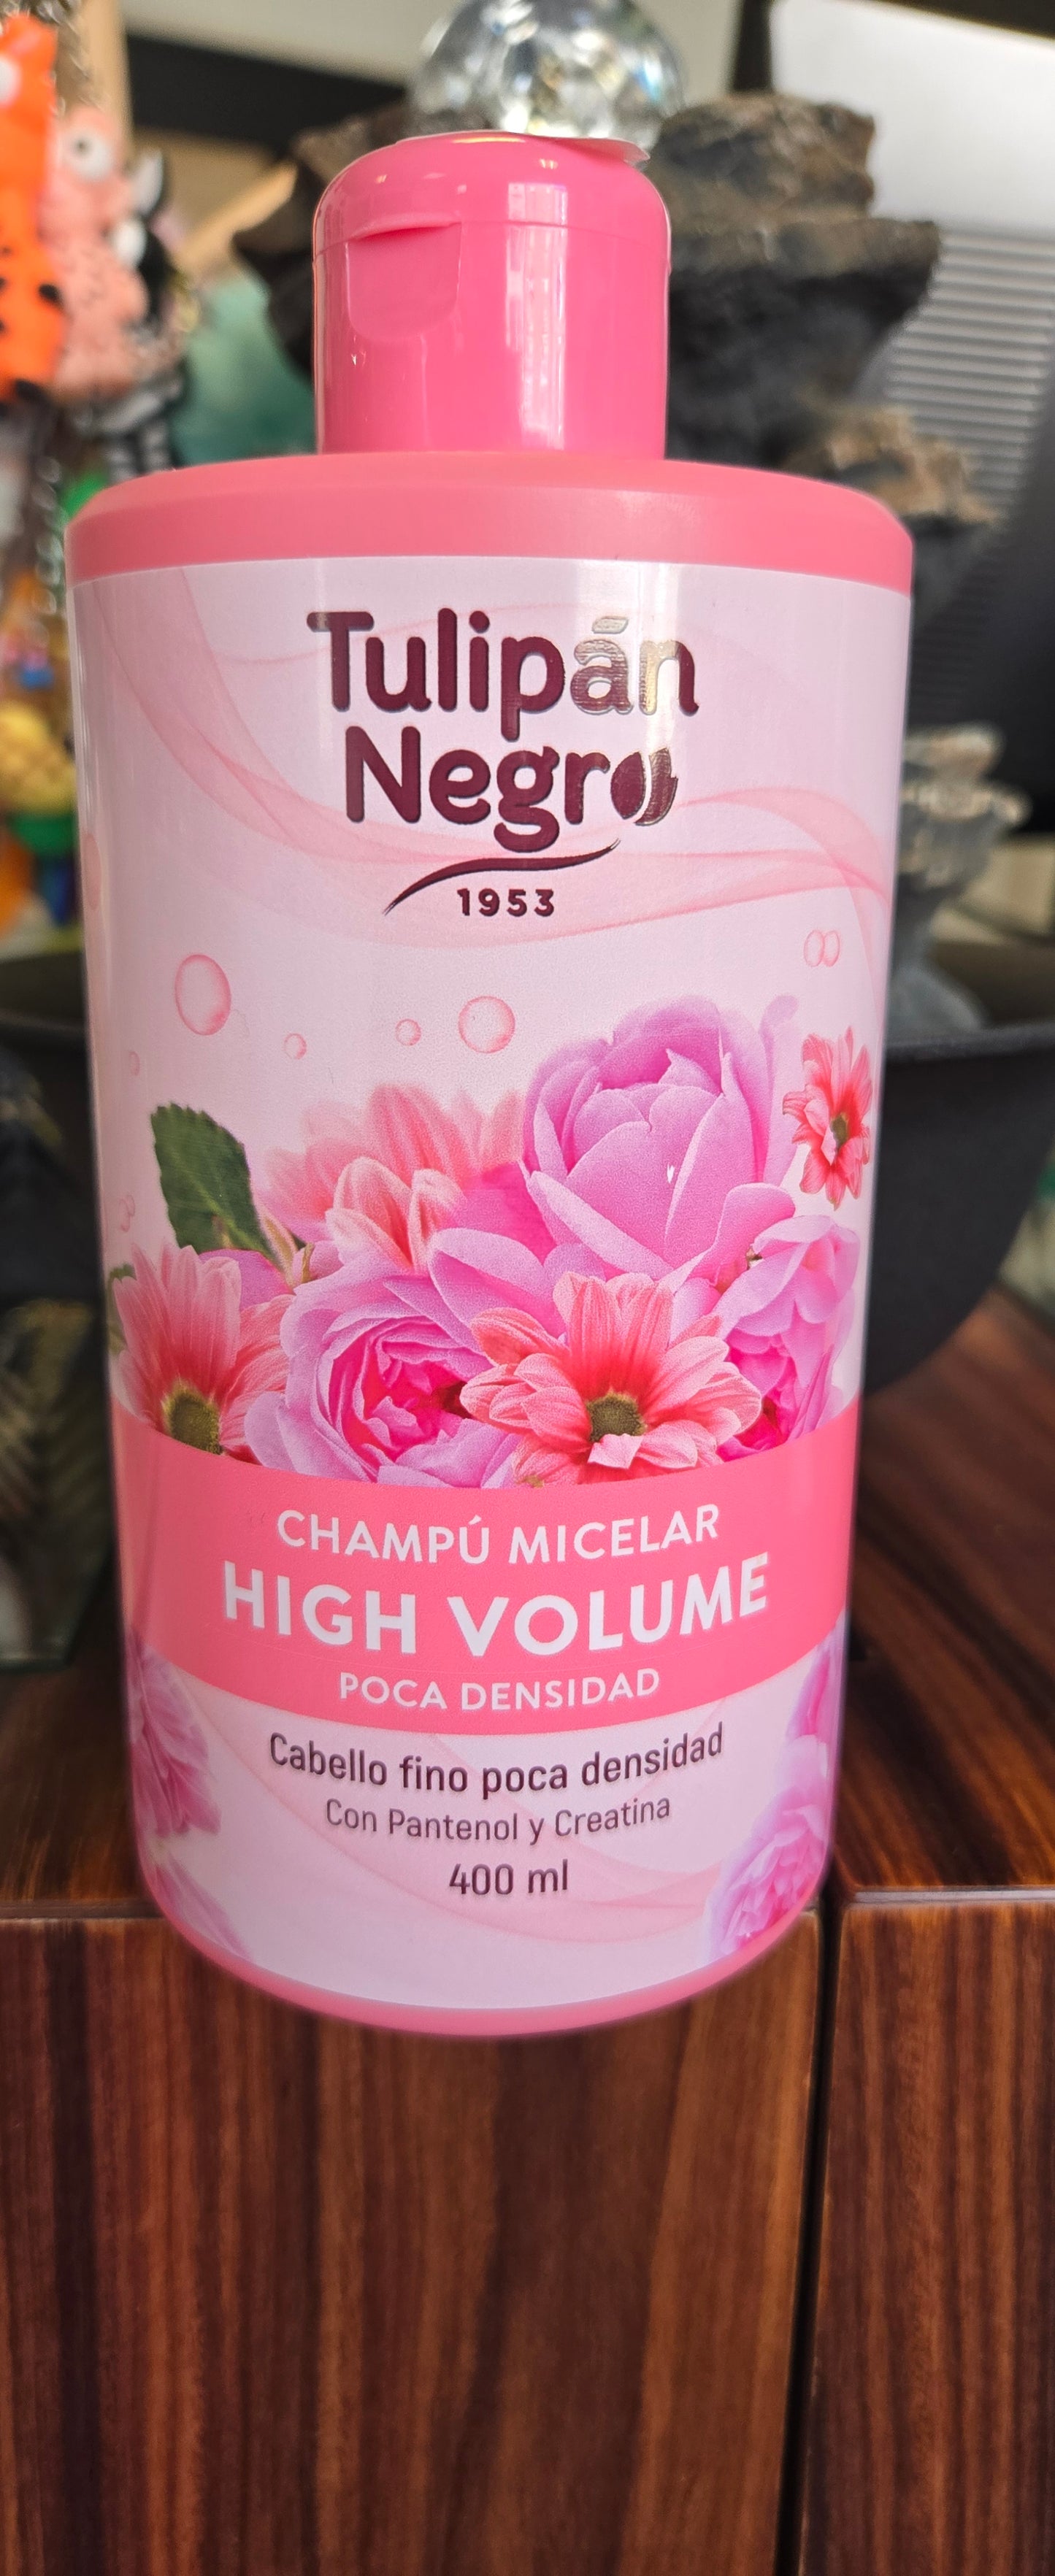 Tulipán
Negro
1953
CHAMPÚ MICELAR
HIGH VOLUME
POCA DENSIDAD
Cabello fino poca densidad
Con Pantenol y Creatina
400 ml